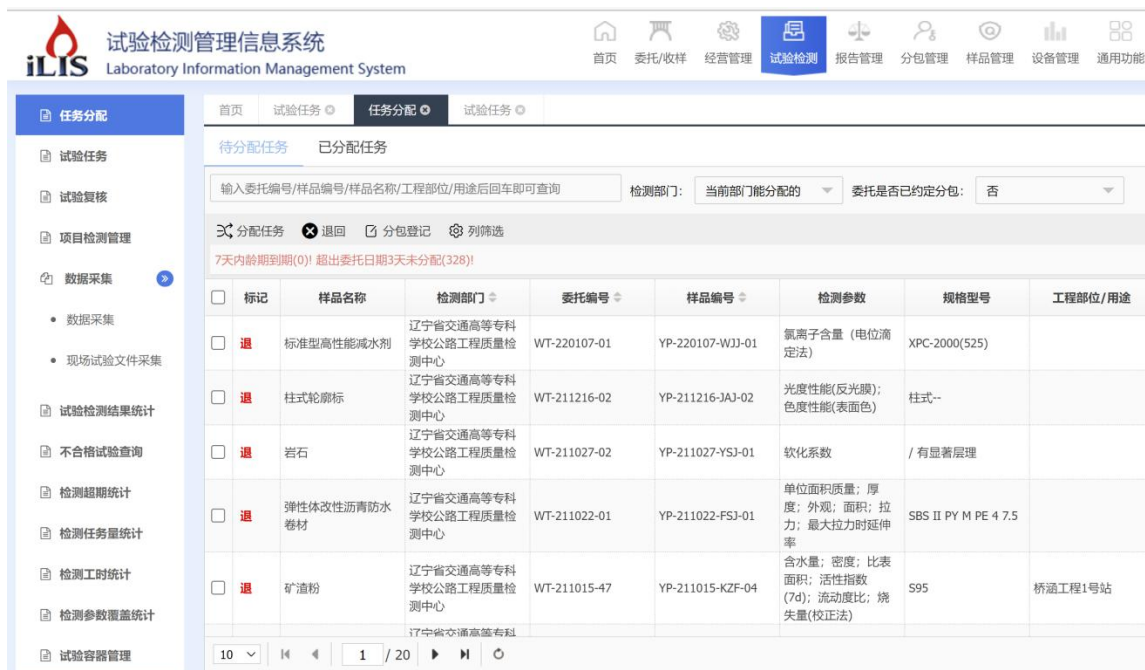 iLIS
试验检测管理信息系统
Laboratory Information Management System
首页 委托/收样 经营管理 试验检测 报告管理 分包管理 样品管理 设备管理 通用功能
任务分配
试验任务
试验复核
项目检测管理
数据采集
数据采集
现场试验文件采集
试验检测结果统计
不合格试验查询
检测超期统计
检测任务量统计
检测工时统计
检测参数覆盖统计
试验容器管理
首页 试验任务 任务分配 试验任务
待分配任务 已分配任务
输入委托编号/样品编号/样品名称/工程部位/用途后回车即可查询 检测部门: 当前部门能分配的 委托是否已约定分包: 否
分配任务 退回 分包登记 列筛选
7天内龄期到期(0)! 超出委托日期3天未分配(328)!
标记 样品名称 检测部门 委托编号 样品编号 检测参数 规格型号 工程部位/用途
退 标准型高性能减水剂
辽宁省交通高等专科
学校公路工程质量检
测中心
WT-220107-01 YP-220107-WJJ-01
氯离子含量（电位滴
定法）
XPC-2000(525)
退 柱式轮廓标
辽宁省交通高等专科
学校公路工程质量检
测中心
WT-211216-02 YP-211216-JAJ-02
光度性能(反光膜);
色度性能(表面色)
柱式--
退 岩石
辽宁省交通高等专科
学校公路工程质量检
测中心
WT-211027-02 YP-211027-YSJ-01 软化系数 / 有显著层理
退
弹性体改性沥青防水
卷材
辽宁省交通高等专科
学校公路工程质量检
测中心
WT-211022-01 YP-211022-FSJ-01
单位面积质量; 厚
度; 外观; 面积; 拉
力; 最大拉力时延伸
率
SBS II PY M PE 4 7.5
退 矿渣粉
辽宁省交通高等专科
学校公路工程质量检
测中心
WT-211015-47 YP-211015-KZF-04
含水量; 密度; 比表
面积; 活性指数
(7d); 流动度比; 烧
失量(校正法)
S95 桥涵工程1号站
辽宁省交通高等专科
10 1 / 20